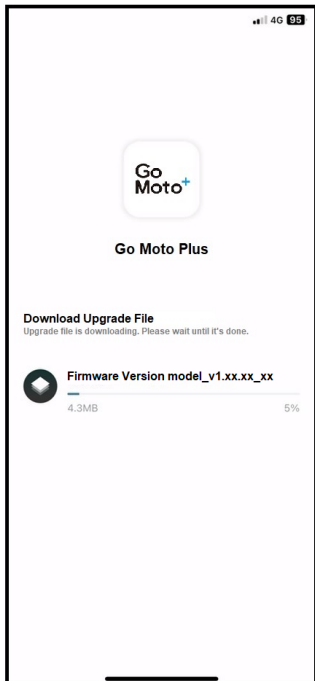 4G 95
Go
Moto+
Go Moto Plus
Download Upgrade File
Upgrade file is downloading. Please wait until it's done.
Firmware Version model_v1.xx.xx_xx
4.3MB 5%